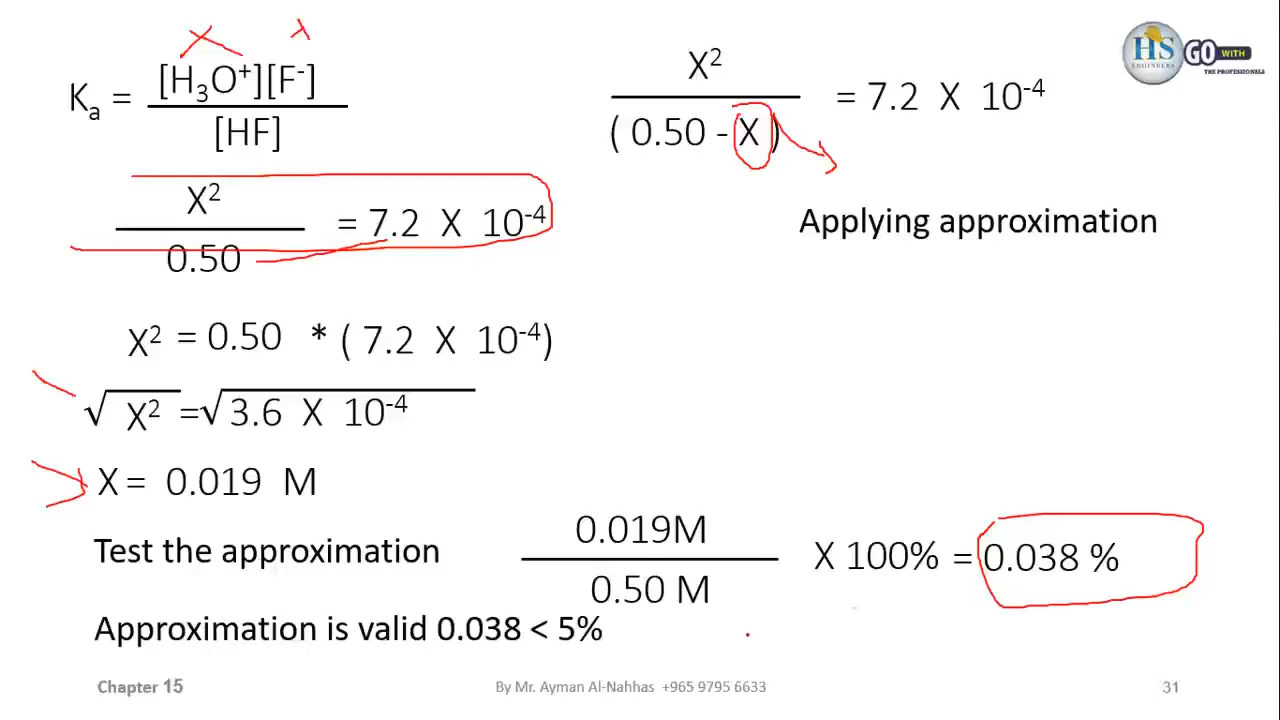 X X
Kₐ = [H₃O⁺][F⁻] / [HF]
X² / ( 0.50 - X ) = 7.2 X 10⁻⁴
HS
ENGINEERS
GO WITH
THE PROFESSIONALS
X² / 0.50 = 7.2 X 10⁻⁴
Applying approximation
X² = 0.50 * ( 7.2 X 10⁻⁴)
√X² = √3.6 X 10⁻⁴
X = 0.019 M
Test the approximation 0.019M / 0.50 M X 100% = 0.038 %
Approximation is valid 0.038 < 5%
Chapter 15 By Mr. Ayman Al-Nahhas +965 9795 6633 31